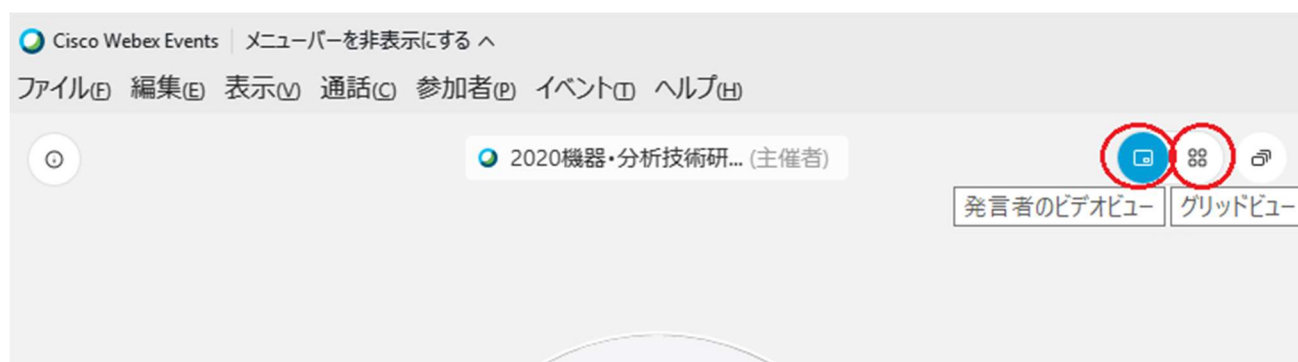 Cisco Webex Events | メニューバーを非表示にする ^
ファイル(F) 編集(E) 表示(V) 通話(C) 参加者(P) イベント(T) ヘルプ(H)
2020機器・分析技術研... (主催者)
発言者のビデオビュー グリッドビュー